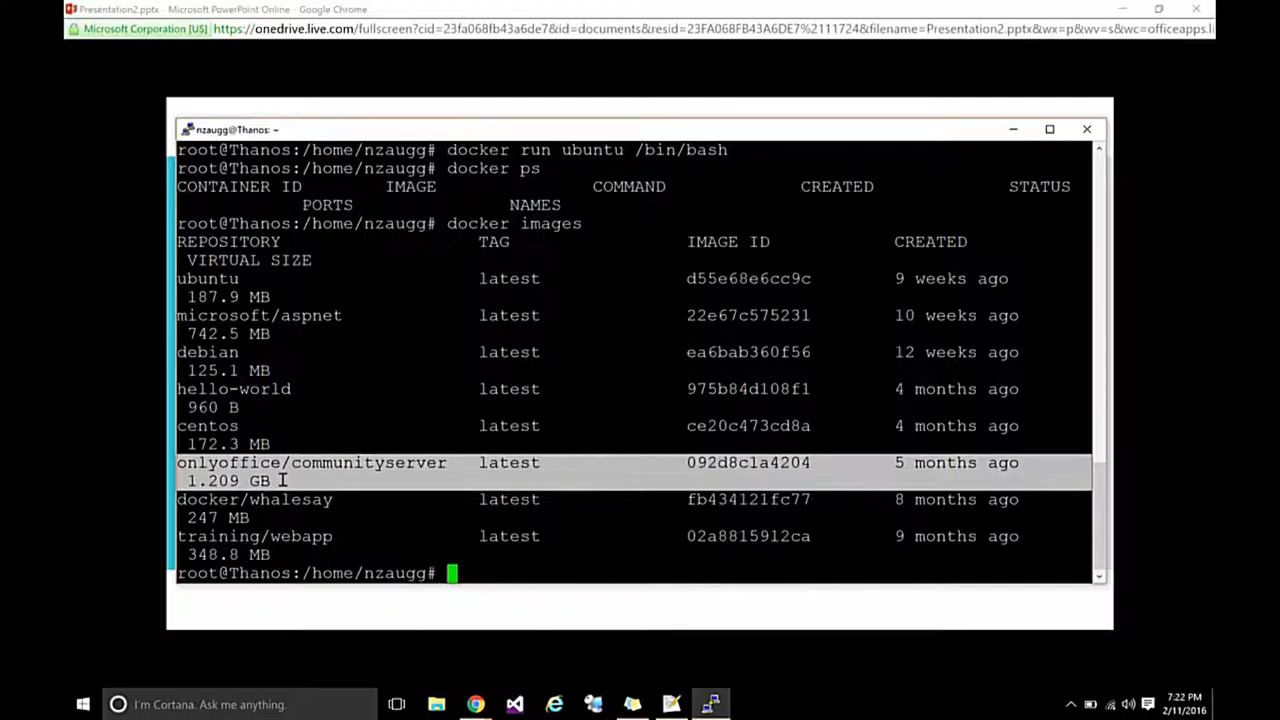 Presentation2.pptx - Microsoft PowerPoint Online - Google Chrome
Microsoft Corporation [US] https://onedrive.live.com/fullscreen?cid=23fa068fb43a6de7&id=documents&resid=23FA068FB43A6DE7%2111724&filename=Presentation2.pptx&wx=p&wv=s&wc=officeapps.li
nzaugg@Thanos: ~
root@Thanos:/home/nzaugg# docker run ubuntu /bin/bash
root@Thanos:/home/nzaugg# docker ps
CONTAINER ID IMAGE COMMAND CREATED STATUS
PORTS NAMES
root@Thanos:/home/nzaugg# docker images
REPOSITORY TAG IMAGE ID CREATED
VIRTUAL SIZE
ubuntu latest d55e68e6cc9c 9 weeks ago
187.9 MB
microsoft/aspnet latest 22e67c575231 10 weeks ago
742.5 MB
debian latest ea6bab360f56 12 weeks ago
125.1 MB
hello-world latest 975b84d108f1 4 months ago
960 B
centos latest ce20c473cd8a 4 months ago
172.3 MB
onlyoffice/communityserver latest 092d8c1a4204 5 months ago
1.209 GB
docker/whalesay latest fb434121fc77 8 months ago
247 MB
training/webapp latest 02a8815912ca 9 months ago
348.8 MB
root@Thanos:/home/nzaugg#
I'm Cortana. Ask me anything.
7:22 PM
2/11/2016